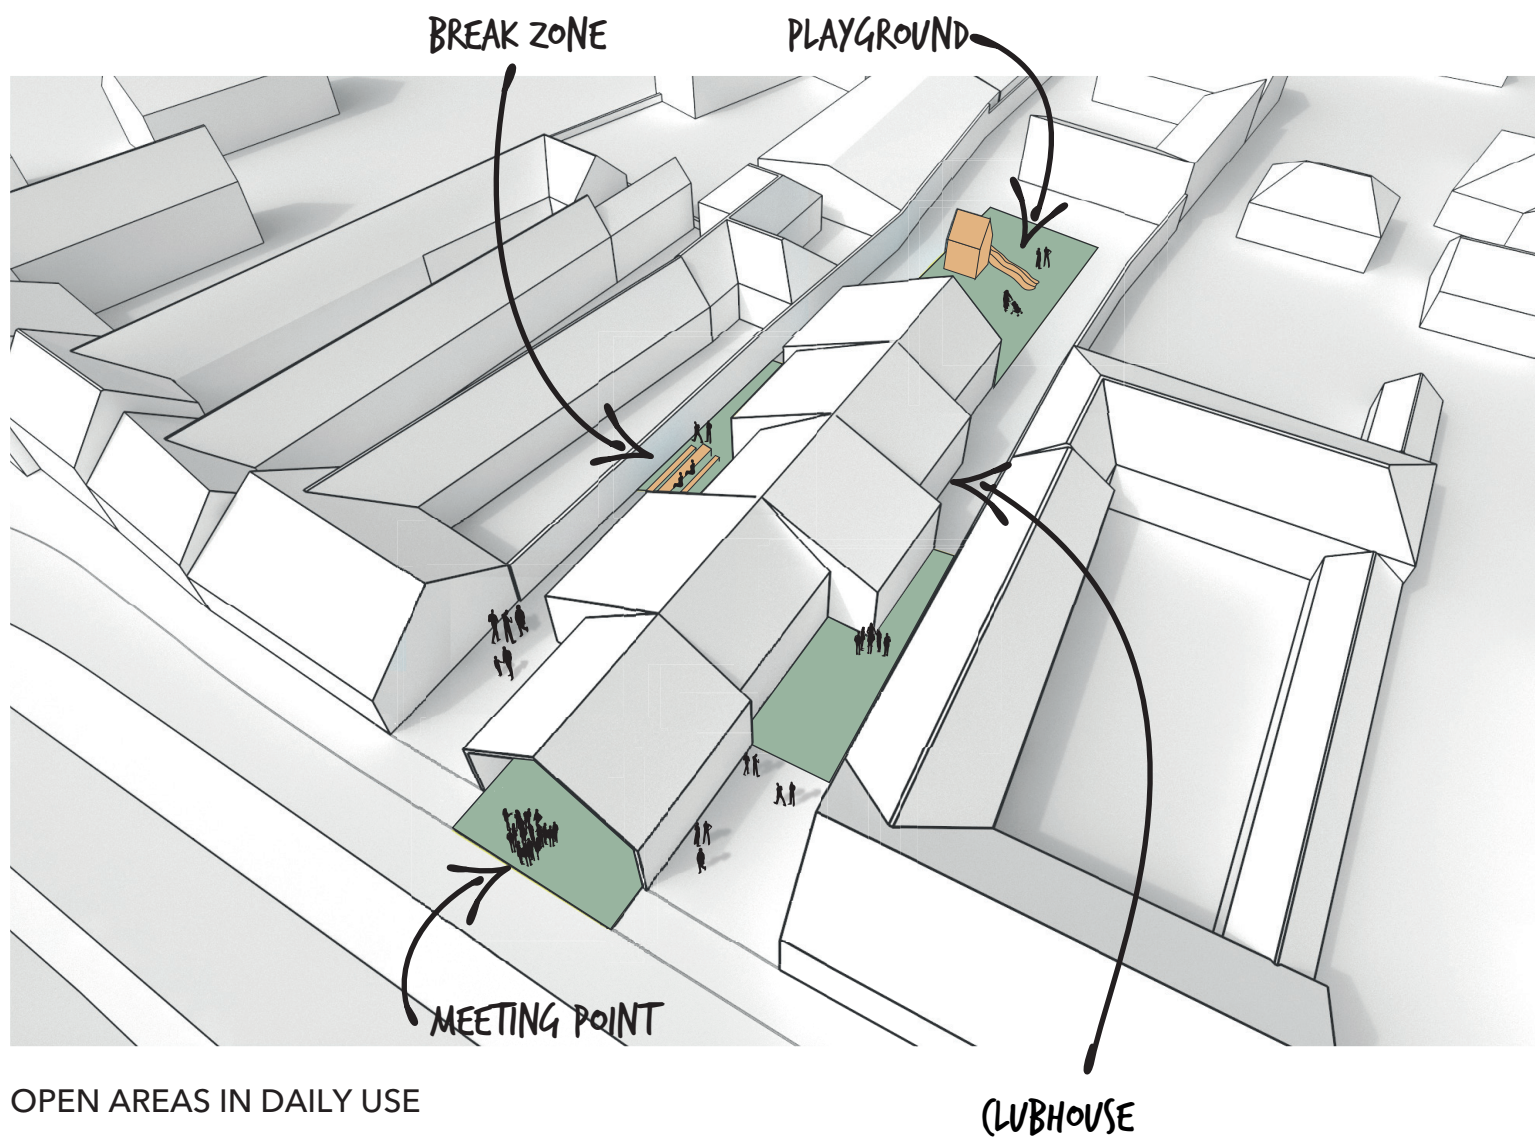 BREAK ZONE
PLAYGROUND
MEETING POINT
OPEN AREAS IN DAILY USE
CLUBHOUSE